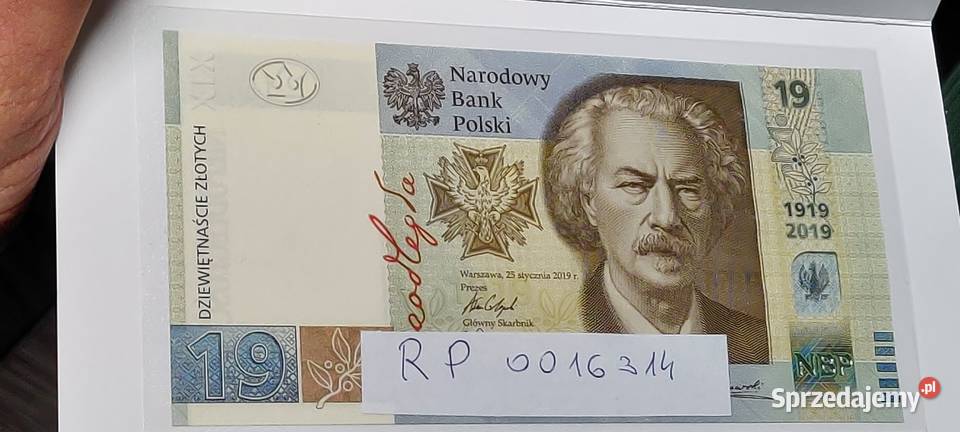 Narodowy
Bank
Polski
19
DZIEWIĘTNAŚCIE ZŁOTYCH
1919
2019
Warszawa, 25 stycznia 2019 r.
Prezes
Główny Skarbnik
19
RP 0016314
NBP
Sprzedajemy.pl